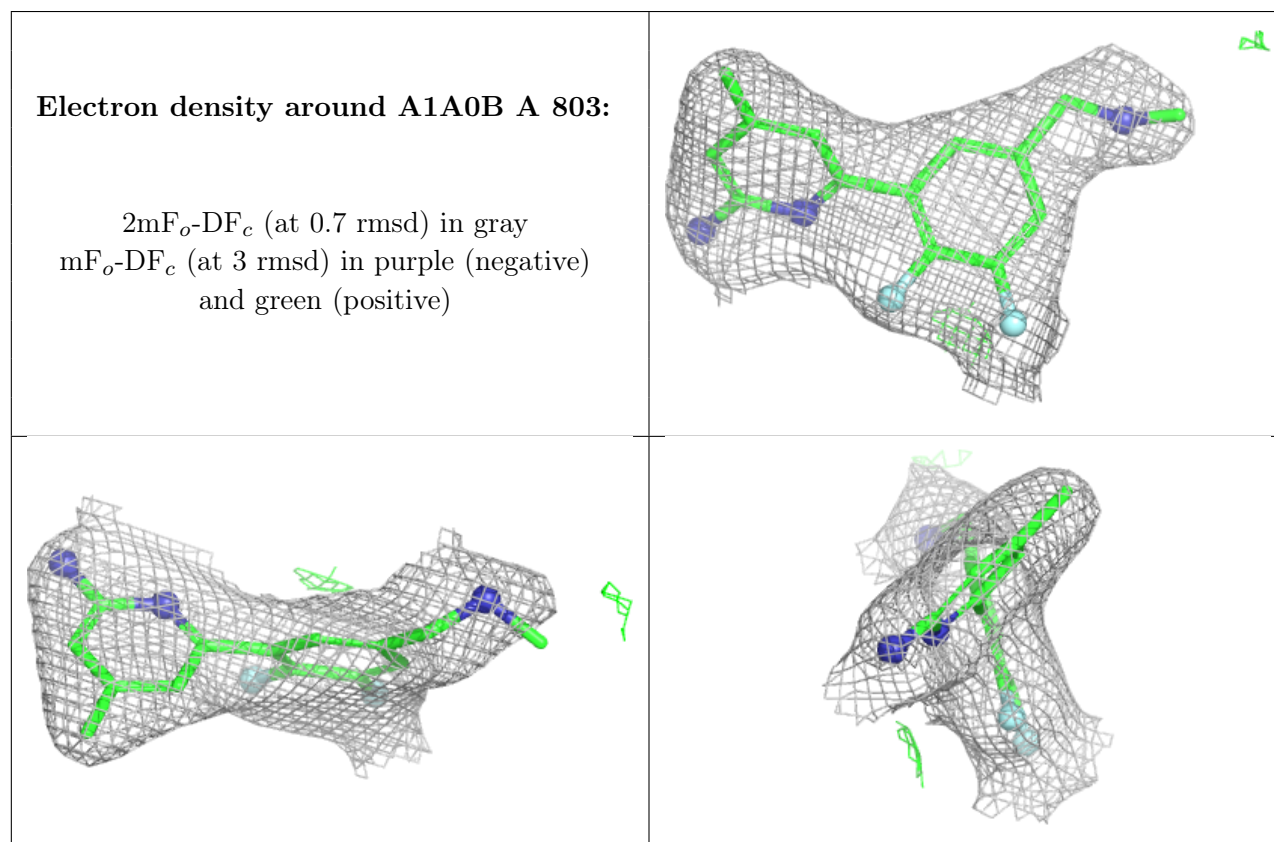 Electron density around A1A0B A 803:
2mFo-DFc (at 0.7 rmsd) in gray
mFo-DFc (at 3 rmsd) in purple (negative)
and green (positive)